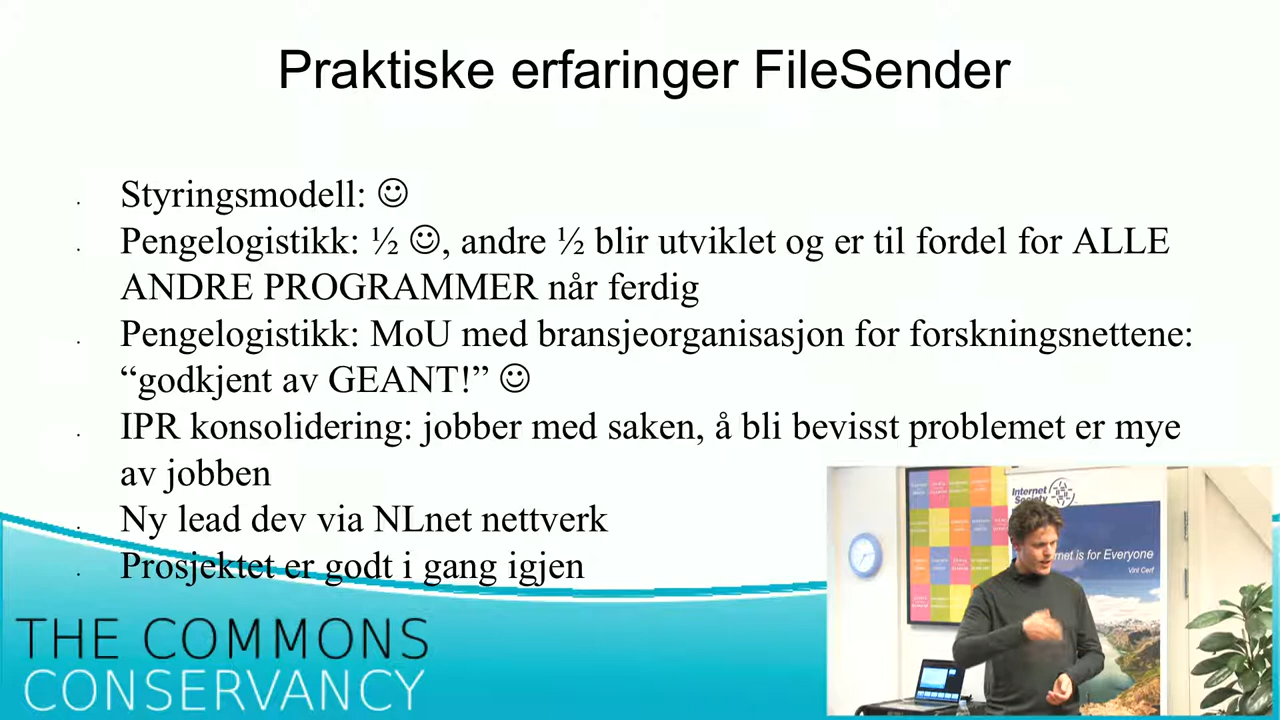 Praktiske erfaringer FileSender
Styringsmodell: ☺
Pengelogistikk: ½ ☺, andre ½ blir utviklet og er til fordel for ALLE
ANDRE PROGRAMMER når ferdig
Pengelogistikk: MoU med bransjeorganisasjon for forskningsnettene:
“godkjent av GEANT!” ☺
IPR konsolidering: jobber med saken, å bli bevisst problemet er mye
av jobben
Ny lead dev via NLnet nettverk
Prosjektet er godt i gang igjen
THE COMMONS
CONSERVANCY
Internet
Society
net is for Everyone
Vint Cerf